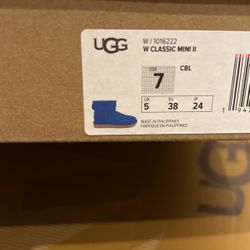 UGG
W / 1016222
W CLASSIC MINI II
USA
7
CBL
UK EU JP
5 38 24
MADE IN PHILIPPINES
FABRIQUÉ EN PHILIPPINES
UGG